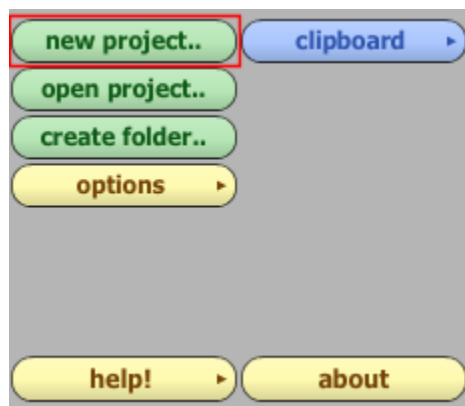 new project..
clipboard
open project..
create folder..
options
help!
about